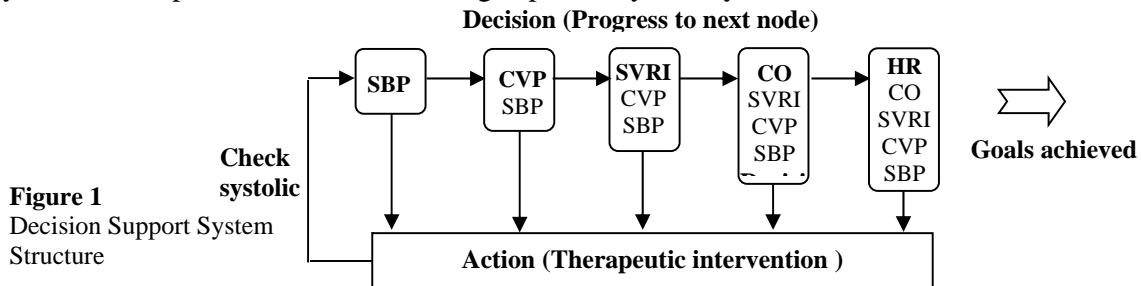 Decision (Progress to next node)
SBP
CVP
SBP
SVRI
CVP
SBP
CO
SVRI
CVP
SBP
HR
CO
SVRI
CVP
SBP
Goals achieved
Check
systolic
Figure 1
Decision Support System
Structure
Action (Therapeutic intervention )